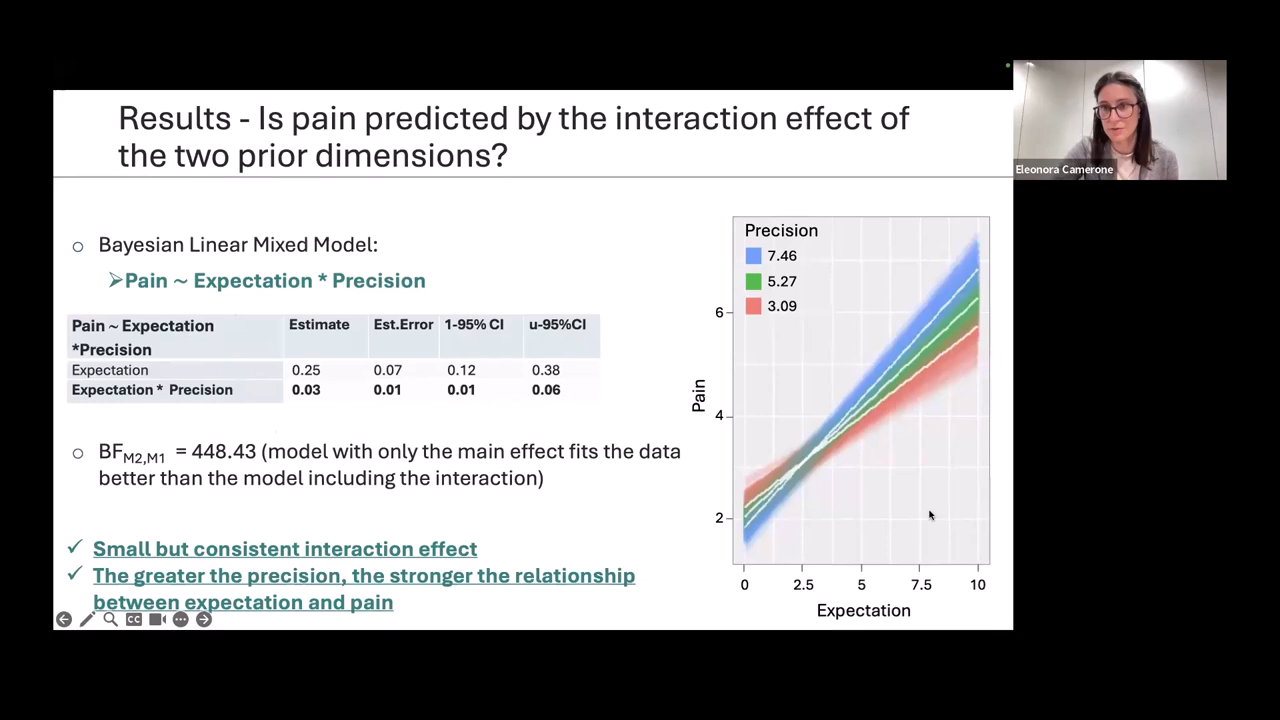 Results - Is pain predicted by the interaction effect of
the two prior dimensions?
Eleonora Camerone
Bayesian Linear Mixed Model:
Pain ~ Expectation * Precision
Pain ~ Expectation *Precision Estimate Est.Error 1-95% CI u-95%CI
Expectation 0.25 0.07 0.12 0.38
Expectation * Precision 0.03 0.01 0.01 0.06
BF M2,M1 = 448.43 (model with only the main effect fits the data
better than the model including the interaction)
Small but consistent interaction effect
The greater the precision, the stronger the relationship
between expectation and pain
CC
Precision
7.46
5.27
3.09
6
4
2
Pain
0 2.5 5 7.5 10
Expectation